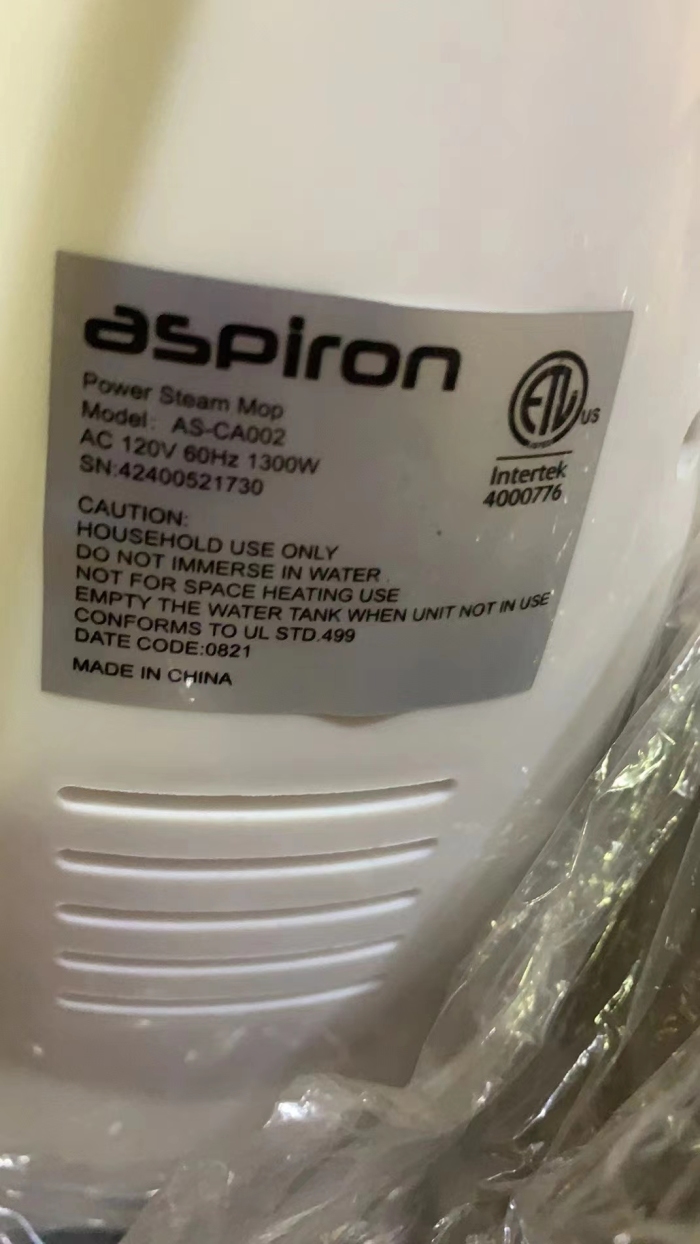 aspiron
Power Steam Mop
Model: AS-CA002
AC 120V 60Hz 1300W
SN:42400521730
ETL US
Intertek
4000776
CAUTION:
HOUSEHOLD USE ONLY
DO NOT IMMERSE IN WATER.
NOT FOR SPACE HEATING USE
EMPTY THE WATER TANK WHEN UNIT NOT IN USE
CONFORMS TO UL STD.499
DATE CODE:0821
MADE IN CHINA